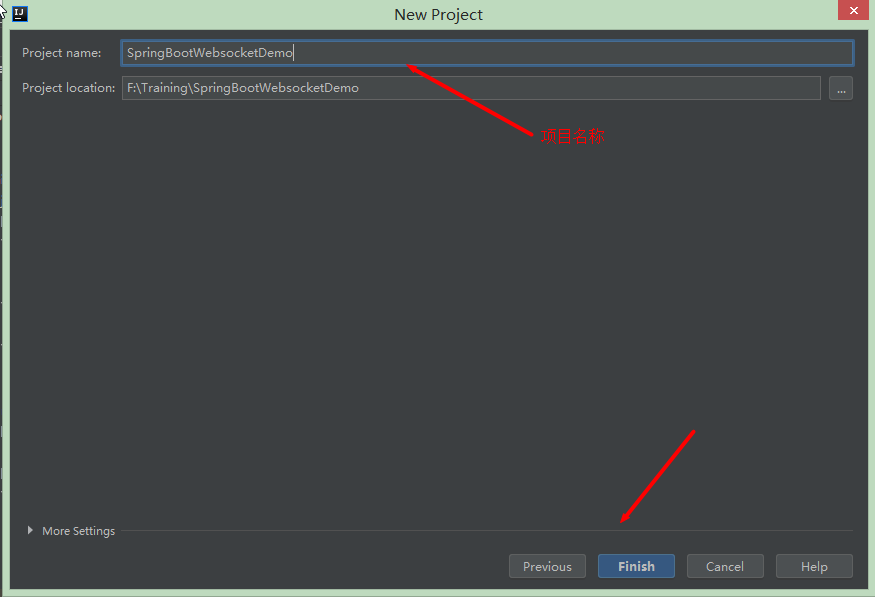 New Project
Project name: SpringBootWebsocketDemo
Project location: F:\Training\SpringBootWebsocketDemo ...
项目名称
More Settings
Previous Finish Cancel Help